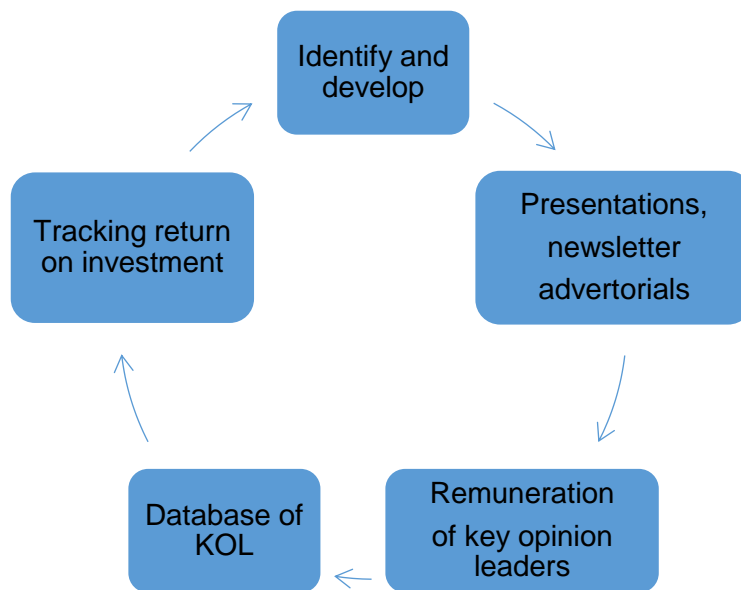 Identify and
develop
Presentations,
newsletter
advertorials
Remuneration
of key opinion
leaders
Database of
KOL
Tracking return
on investment